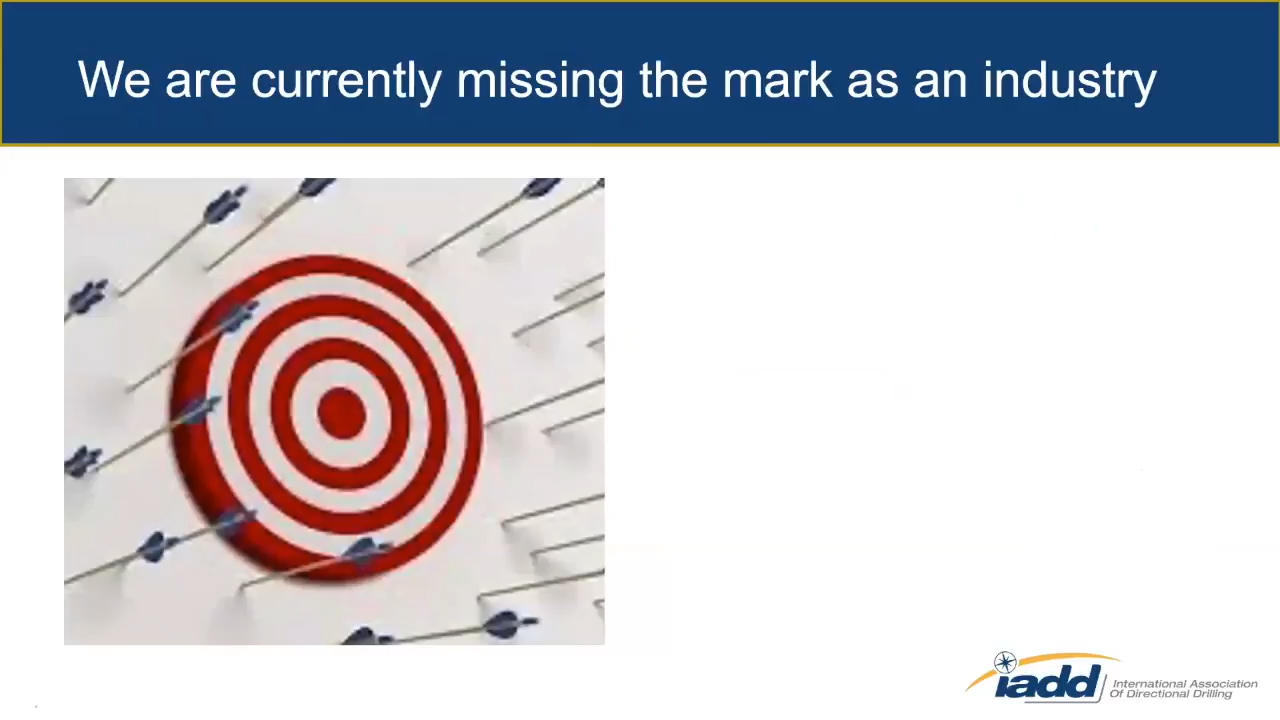 We are currently missing the mark as an industry
iadd
International Association
Of Directional Drilling